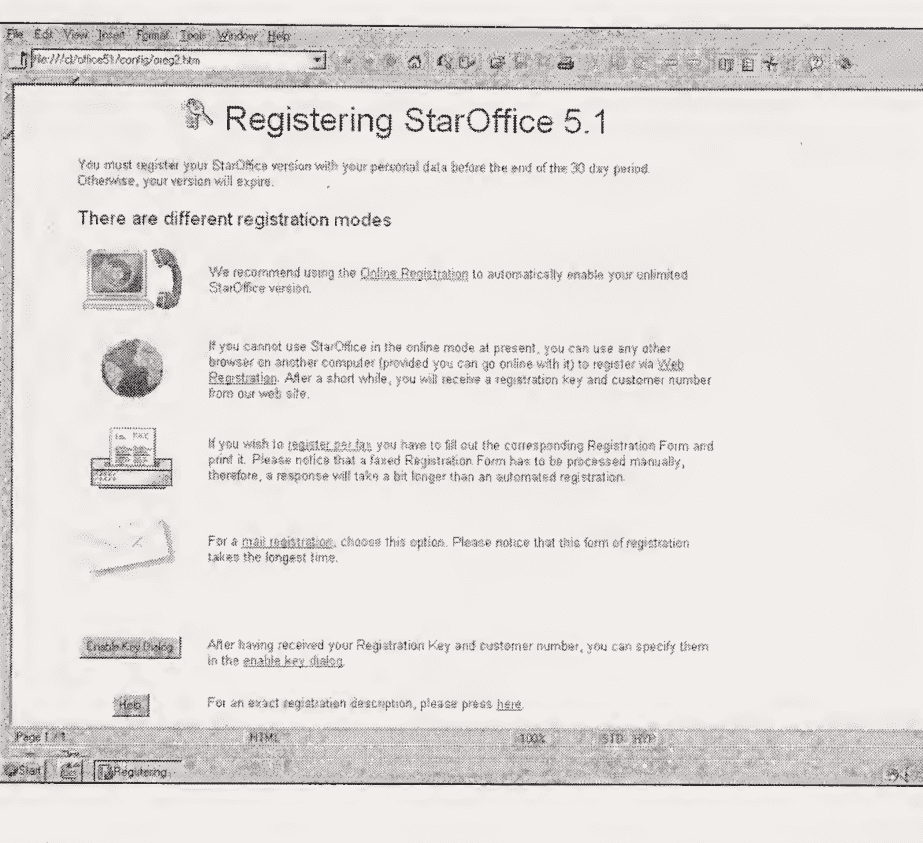 File Edit View Insert Format Tools Window Help
file:///c|/office51/config/oreg2.htm
Registering StarOffice 5.1
You must register your StarOffice version with your personal data before the end of the 30 day period.
Otherwise, your version will expire.
There are different registration modes
We recommend using the Online Registration to automatically enable your unlimited
StarOffice version.
If you cannot use StarOffice in the online mode at present, you can use any other
browser on another computer (provided you can go online with it) to register via Web
Registration. After a short while, you will receive a registration key and customer number
from our web site.
FAX
If you wish to register per fax you have to fill out the corresponding Registration Form and
print it. Please notice that a faxed Registration Form has to be processed manually,
therefore, a response will take a bit longer than an automated registration.
For a mail registration, choose this option. Please notice that this form of registration
takes the longest time.
Enable Key Dialog
After having received your Registration Key and customer number, you can specify them
in the enable key dialog.
Help
For an exact registration description, please press here.
Page 1 / 1 HTML 100% STD HYP
Start Registering